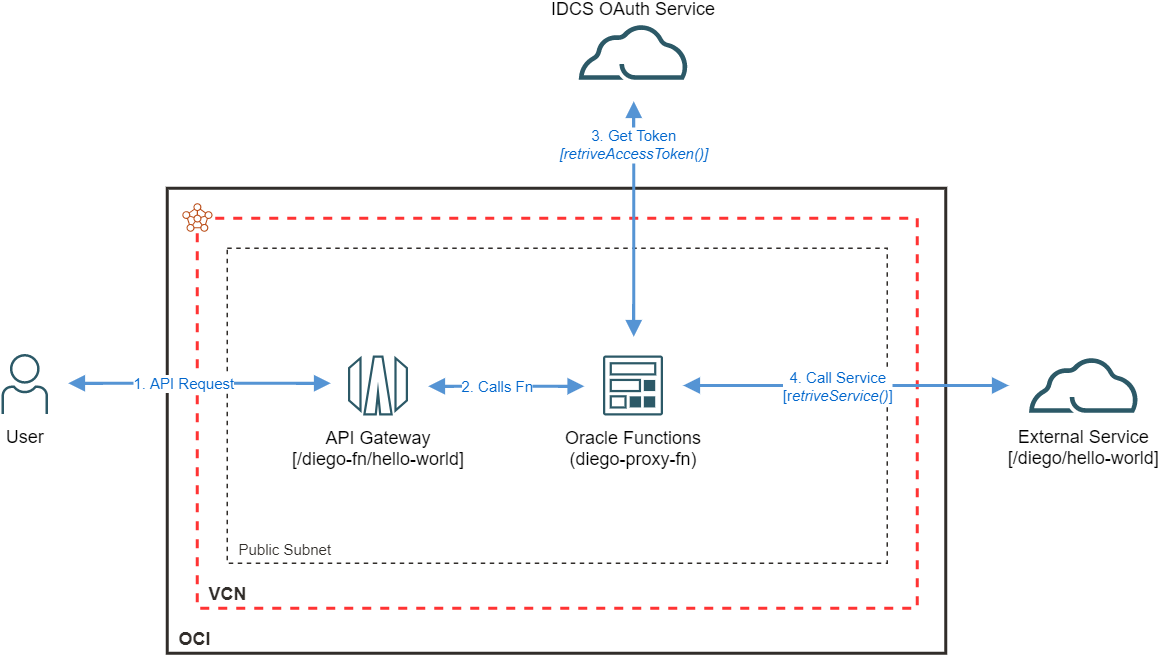 IDCS OAuth Service
3. Get Token
[retriveAccessToken()]
1. API Request
2. Calls Fn
4. Call Service
[retriveService()]
User
API Gateway
[/diego-fn/hello-world]
Oracle Functions
(diego-proxy-fn)
External Service
[/diego/hello-world]
Public Subnet
VCN
OCI